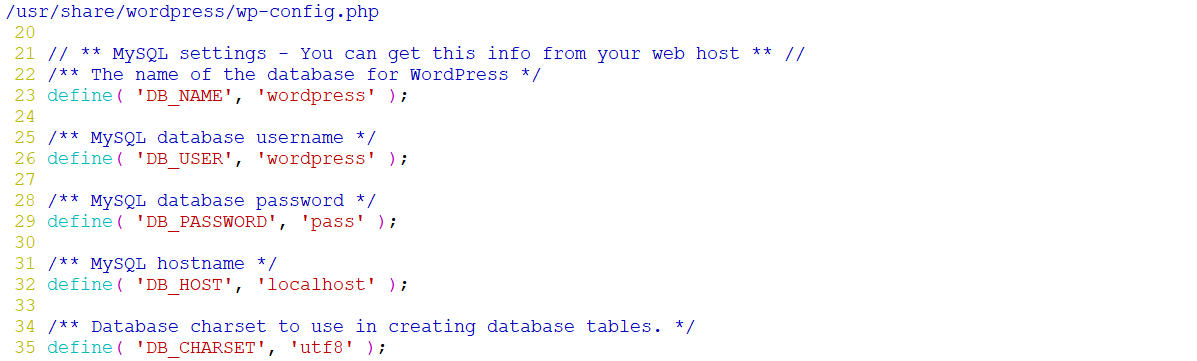 /usr/share/wordpress/wp-config.php
20
21 // ** MySQL settings - You can get this info from your web host ** //
22 /** The name of the database for WordPress */
23 define( 'DB_NAME', 'wordpress' );
24
25 /** MySQL database username */
26 define( 'DB_USER', 'wordpress' );
27
28 /** MySQL database password */
29 define( 'DB_PASSWORD', 'pass' );
30
31 /** MySQL hostname */
32 define( 'DB_HOST', 'localhost' );
33
34 /** Database charset to use in creating database tables. */
35 define( 'DB_CHARSET', 'utf8' );